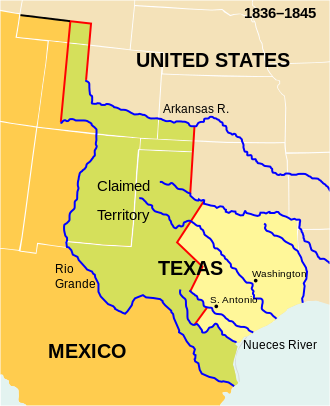 1836–1845
UNITED STATES
Arkansas R.
Claimed
Territory
TEXAS
Rio
Grande
Washington
S. Antonio
MEXICO
Nueces River